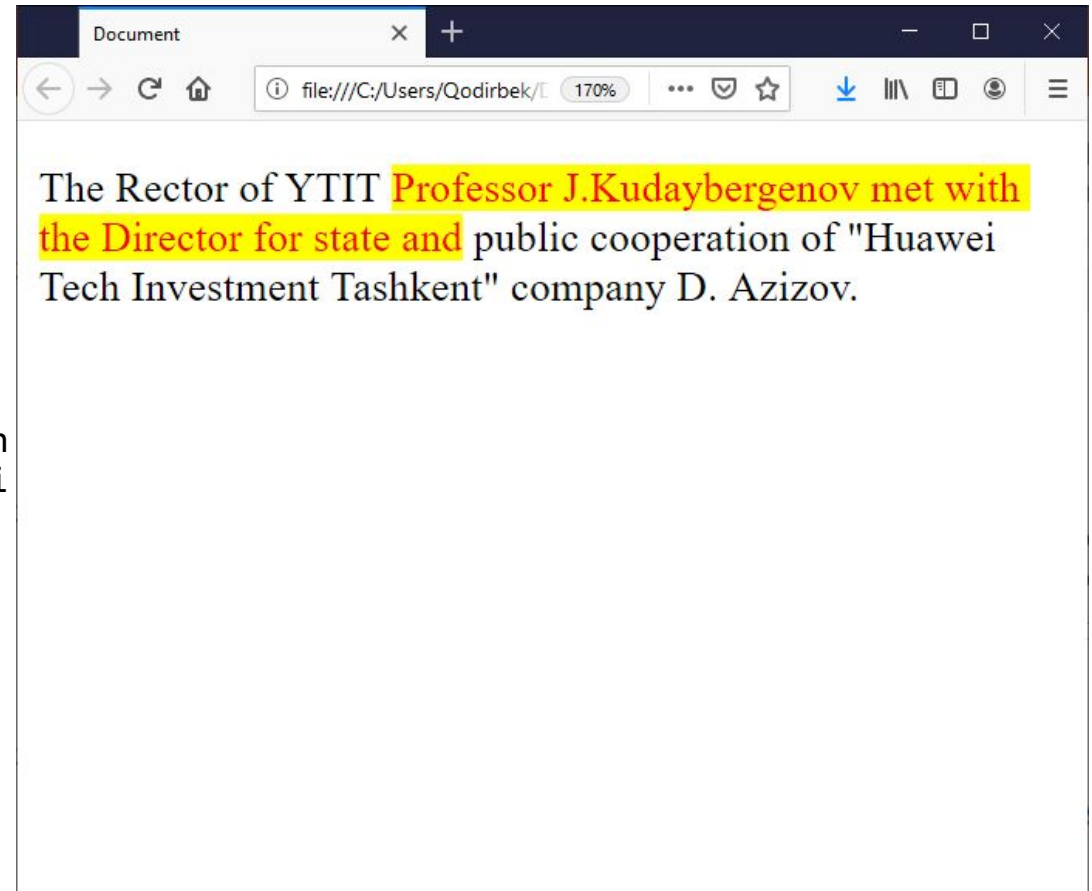 Document
file:///C:/Users/Qodirbek/ 170%
The Rector of YTIT Professor J.Kudaybergenov met with
the Director for state and public cooperation of "Huawei
Tech Investment Tashkent" company D. Azizov.